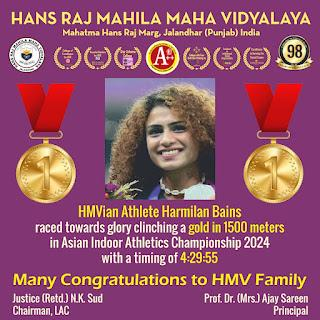 HANS RAJ MAHILA MAHA VIDYALAYA
Mahatma Hans Raj Marg, Jalandhar (Punjab) India
A++
98
1
1
HMVian Athlete Harmilan Bains
raced towards glory clinching a gold in 1500 meters
in Asian Indoor Athletics Championship 2024
with a timing of 4:29:55
Many Congratulations to HMV Family
Justice (Retd.) N.K. Sud
Chairman, LAC
Prof. Dr. (Mrs.) Ajay Sareen
Principal